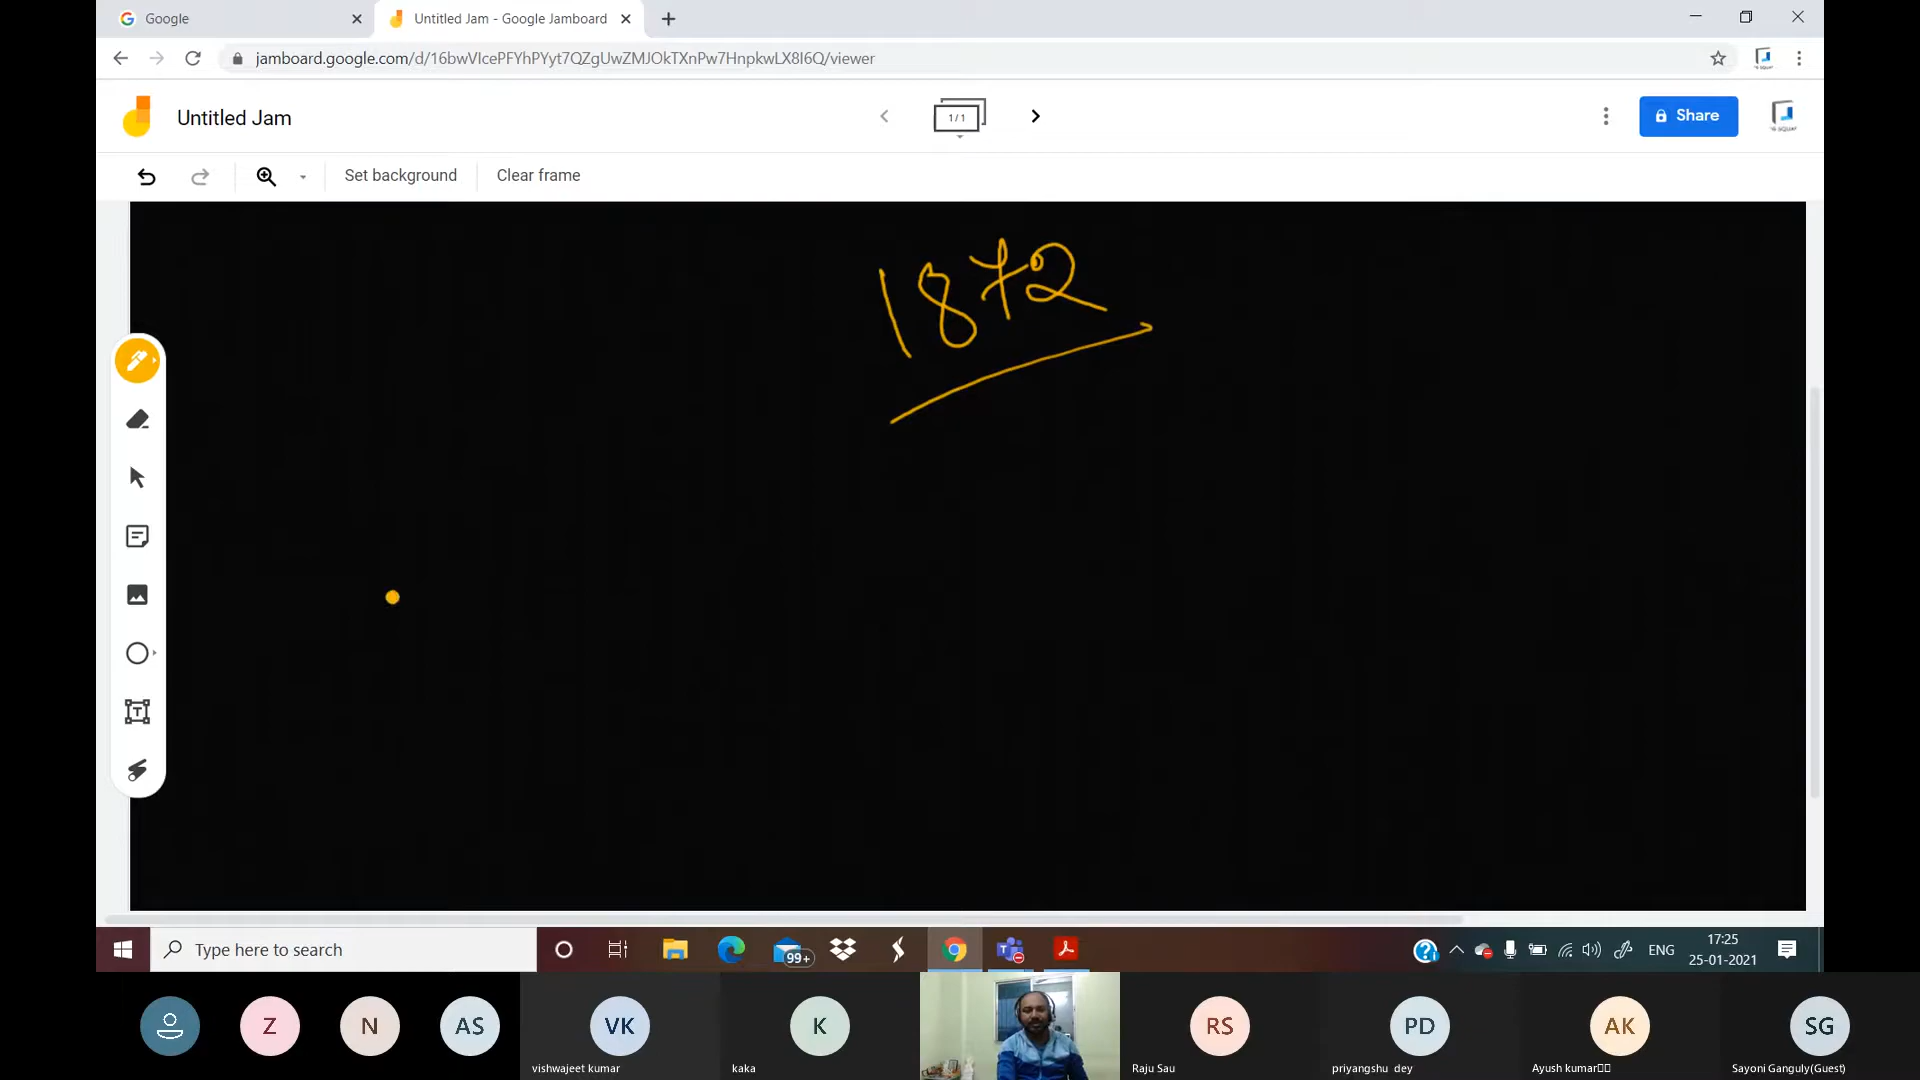 Google
Untitled Jam - Google Jamboard
jamboard.google.com/d/16bwVIcePFYhPYyt7QZgUwZMJOkTXnPw7HnpkwLX8I6Q/viewer
Untitled Jam
1 / 1
Share
Set background
Clear frame
1872
Type here to search
99+
ENG
17:25
25-01-2021
Z
N
AS
VK
K
RS
PD
AK
SG
vishwajeet kumar
kaka
Raju Sau
priyangshu dey
Ayush kumar
Sayoni Ganguly(Guest)